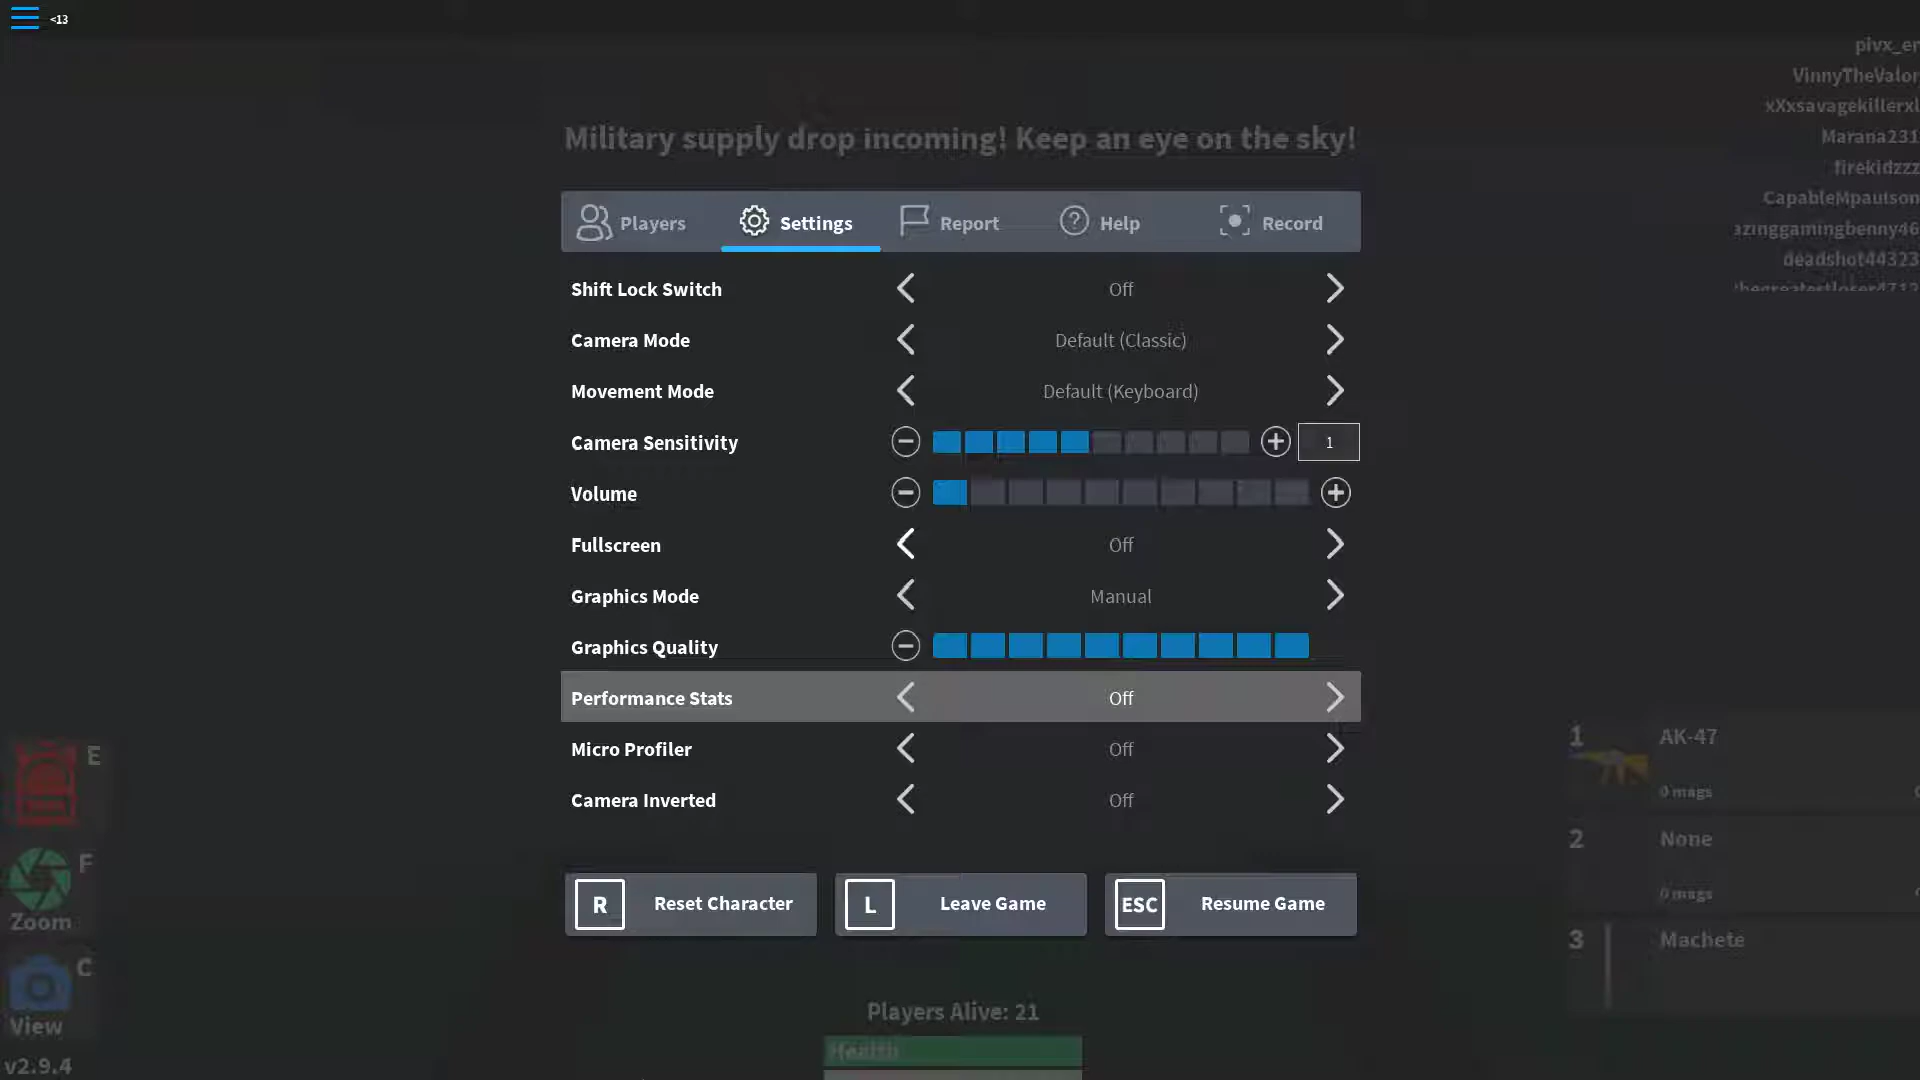 <13
pivx_er
VinnyTheValor
xXxsavagekillerxl
Marana231
firekidzzz
CapableMpaulson
azinggamingbenny46
deadshot44323
Military supply drop incoming! Keep an eye on the sky!
Players Settings Report Help Record
Shift Lock Switch Off
Camera Mode Default (Classic)
Movement Mode Default (Keyboard)
Camera Sensitivity 1
Volume
Fullscreen Off
Graphics Mode Manual
Graphics Quality
Performance Stats Off
Micro Profiler Off
Camera Inverted Off
R Reset Character L Leave Game ESC Resume Game
E
F
Zoom
C
View
v2.9.4
1 AK-47
0 mags
2 None
0 mags
3 Machete
Players Alive: 21
Health